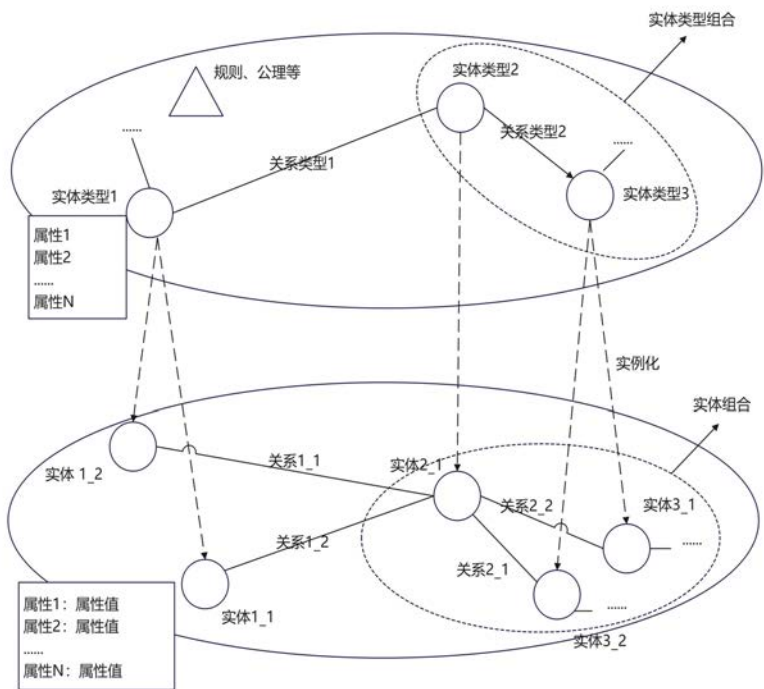 实体类型组合
规则、公理等
实体类型2
......
关系类型1
关系类型2
......
实体类型1
实体类型3
属性1
属性2
......
属性N
实例化
实体组合
实体 1_2
关系1_1
实体2_1
关系2_2
实体3_1
关系1_2
......
关系2_1
实体1_1
......
实体3_2
属性1：属性值
属性2：属性值
......
属性N：属性值